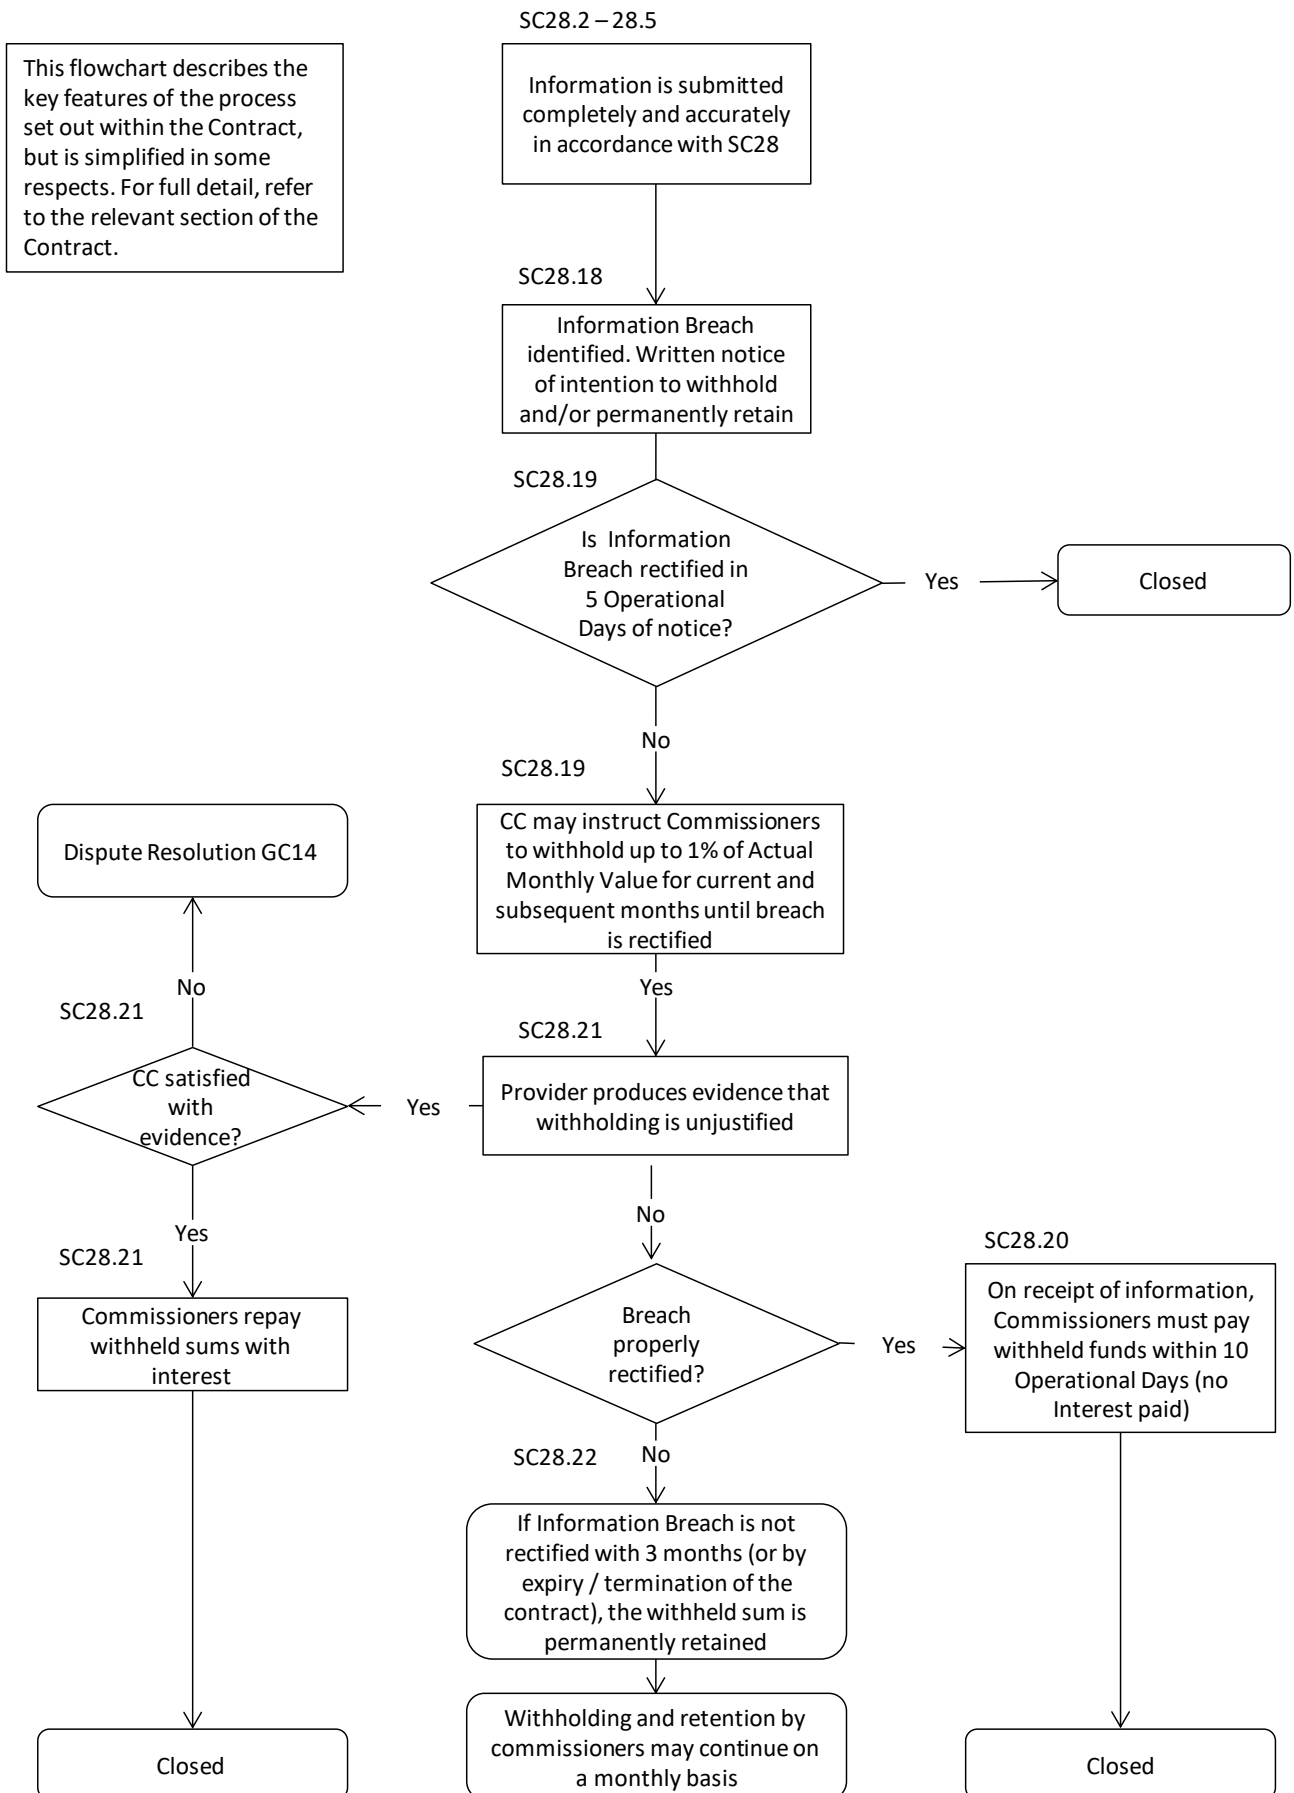 SC28.2 – 28.5
This flowchart describes the
key features of the process
set out within the Contract,
but is simplified in some
respects. For full detail, refer
to the relevant section of the
Contract.
Information is submitted
completely and accurately
in accordance with SC28
SC28.18
Information Breach
identified. Written notice
of intention to withhold
and/or permanently retain
SC28.19
Is  Information
Breach rectified in
5 Operational
Days of notice?
Yes
Closed
No
SC28.19
CC may instruct Commissioners
to withhold up to 1% of Actual
Monthly Value for current and
subsequent months until breach
is rectified
Dispute Resolution GC14
No
SC28.21
Yes
SC28.21
Provider produces evidence that
withholding is unjustified
Yes
CC satisfied
with
evidence?
Yes
SC28.21
Commissioners repay
withheld sums with
interest
No
Breach
properly
rectified?
Yes
SC28.20
On receipt of information,
Commissioners must pay
withheld funds within 10
Operational Days (no
Interest paid)
No
SC28.22
If Information Breach is not
rectified with 3 months (or by
expiry / termination of the
contract), the withheld sum is
permanently retained
Withholding and retention by
commissioners may continue on
a monthly basis
Closed
Closed